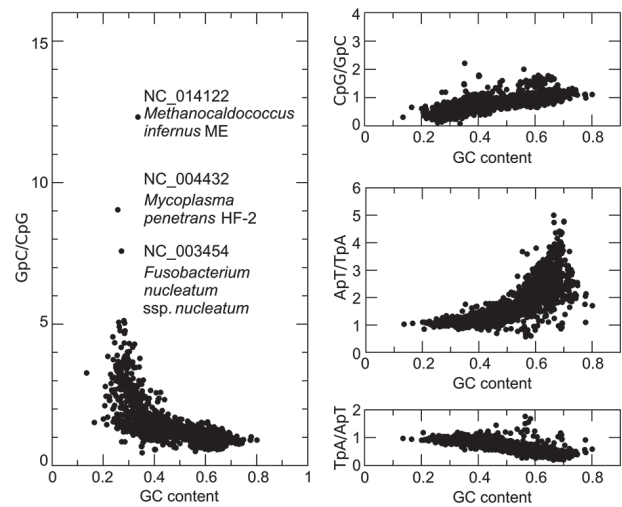 15
10
5
0
GpC/CpG
NC_014122
Methanocaldococcus
infernus ME
NC_004432
Mycoplasma
penetrans HF-2
NC_003454
Fusobacterium
nucleatum
ssp. nucleatum
0 0.2 0.4 0.6 0.8 1
GC content
4
3
2
1
0
CpG/GpC
0 0.2 0.4 0.6 0.8
GC content
6
5
4
3
2
1
0
ApT/TpA
0 0.2 0.4 0.6 0.8
GC content
2
1
0
TpA/ApT
0 0.2 0.4 0.6 0.8
GC content